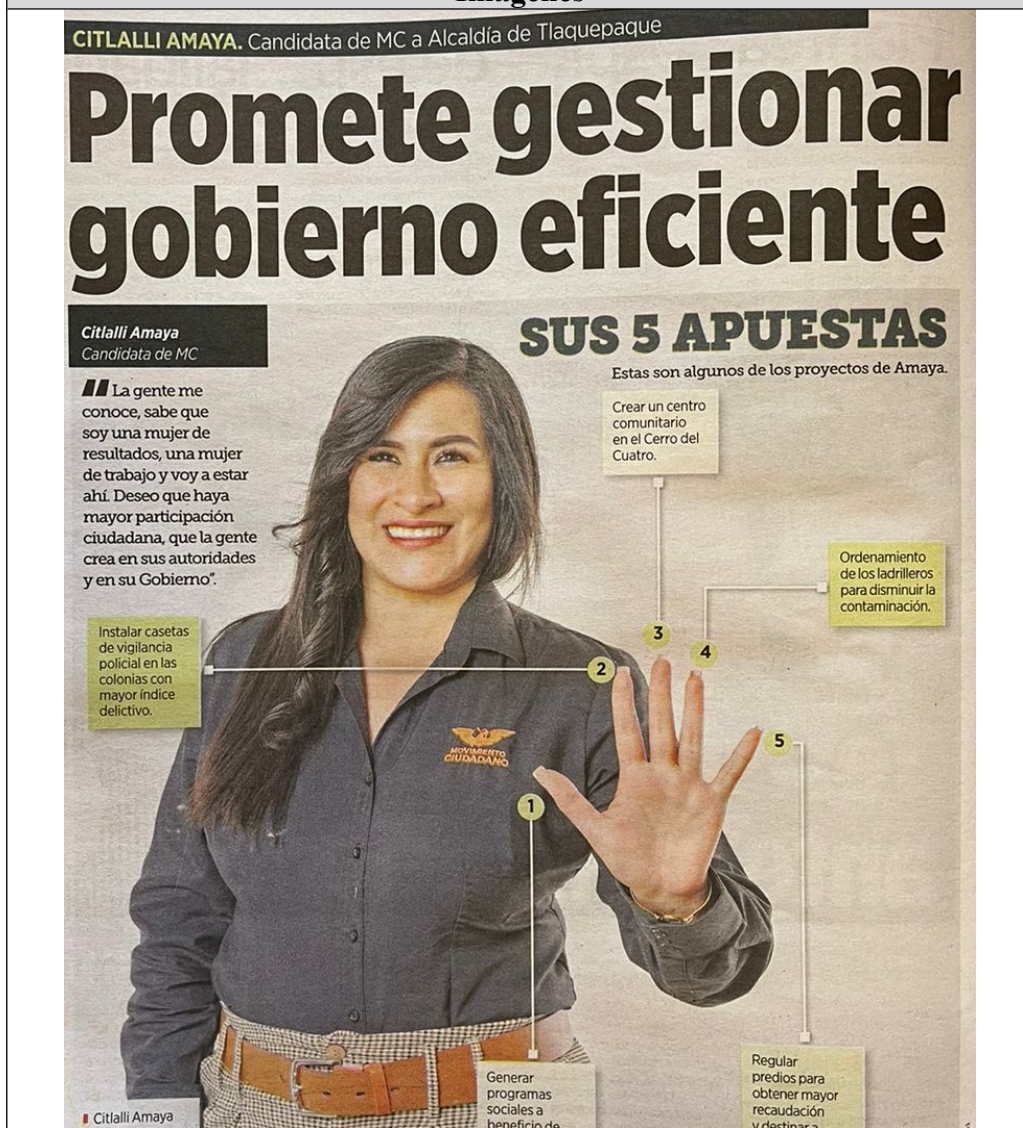 Imágenes
CITLALLI AMAYA. Candidata de MC a Alcaldía de Tlaquepaque
Promete gestionar
gobierno eficiente
Citlalli Amaya
Candidata de MC
La gente me
conoce, sabe que
soy una mujer de
resultados, una mujer
de trabajo y voy a estar
ahí. Deseo que haya
mayor participación
ciudadana, que la gente
crea en sus autoridades
y en su Gobierno”.
SUS 5 APUESTAS
Estas son algunos de los proyectos de Amaya.
Crear un centro
comunitario
en el Cerro del
Cuatro.
Ordenamiento
de los ladrilleros
para disminuir la
contaminación.
Instalar casetas
de vigilancia
policial en las
colonias con
mayor índice
delictivo.
3
4
2
5
1
MOVIMIENTO
CIUDADANO
Generar
programas
sociales a
beneficio de
Regular
predios para
obtener mayor
recaudación
y destinar a
Citlalli Amaya